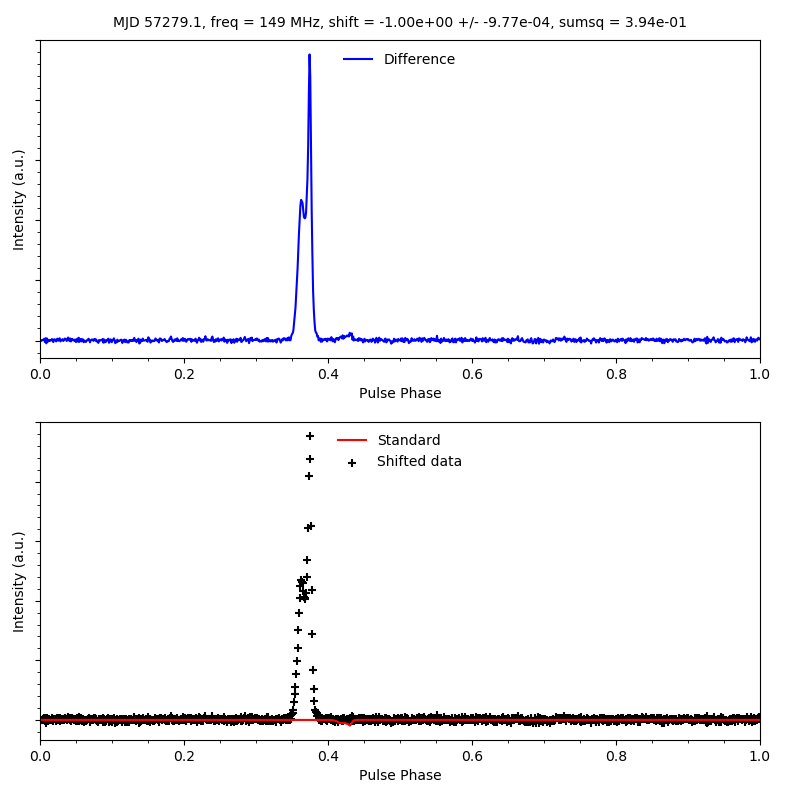 MJD 57279.1, freq = 149 MHz, shift = -1.00e+00 +/- -9.77e-04, sumsq = 3.94e-01
Difference
Intensity (a.u.)
0.0 0.2 0.4 0.6 0.8 1.0
Pulse Phase
Standard
Shifted data
Intensity (a.u.)
0.0 0.2 0.4 0.6 0.8 1.0
Pulse Phase